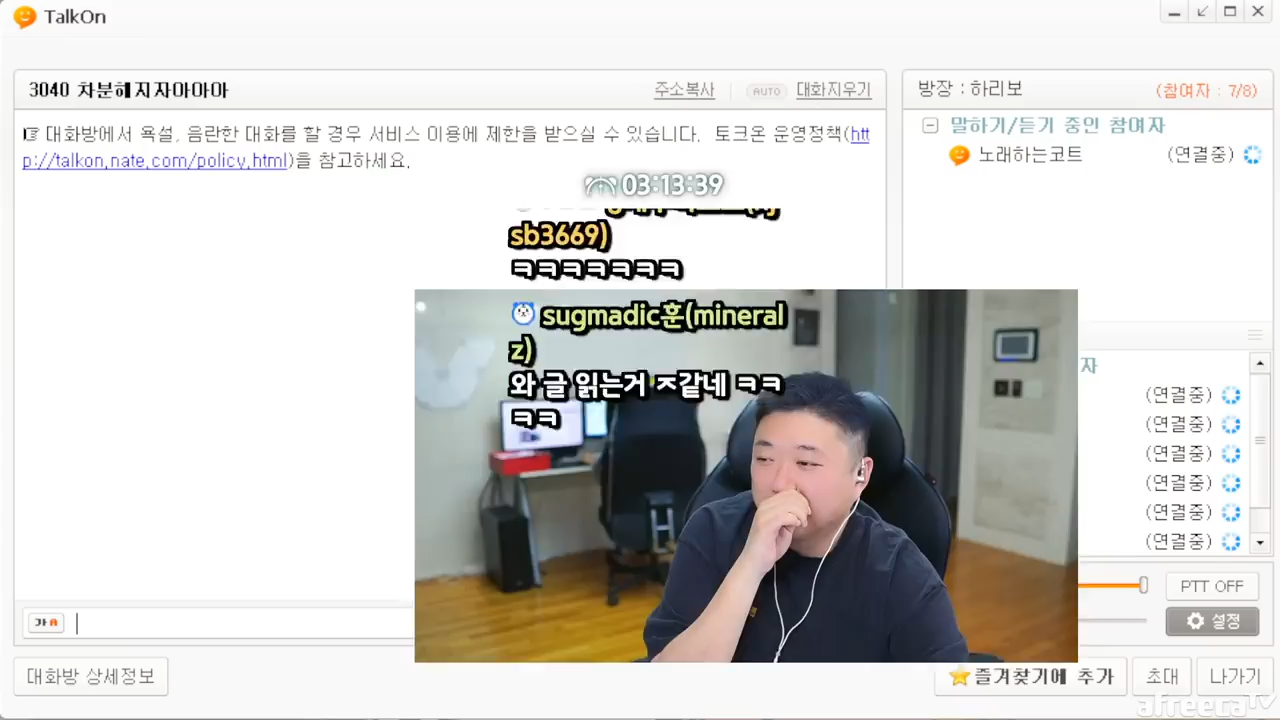 TalkOn
3040 차분해지자아아아
주소복사
AUTO
대화지우기
방장 : 하리보
(참여자 : 7/8)
☞ 대화방에서 욕설, 음란한 대화를 할 경우 서비스 이용에 제한을 받으실 수 있습니다. 토크온 운영정책(htt
p://talkon.nate.com/policy.html)을 참고하세요.
말하기/듣기 중인 참여자
노래하는코트
(연결중)
03:13:39
sb3669)
ㅋㅋㅋㅋㅋㅋㅋ
sugmadic훈(mineral
z)
와 글 읽는거 ㅈ같네 ㅋㅋ
ㅋㅋ
자
(연결중)
(연결중)
(연결중)
(연결중)
(연결중)
(연결중)
PTT OFF
설정
가A
대화방 상세정보
즐겨찾기에 추가
초대
나가기
afreecaTV